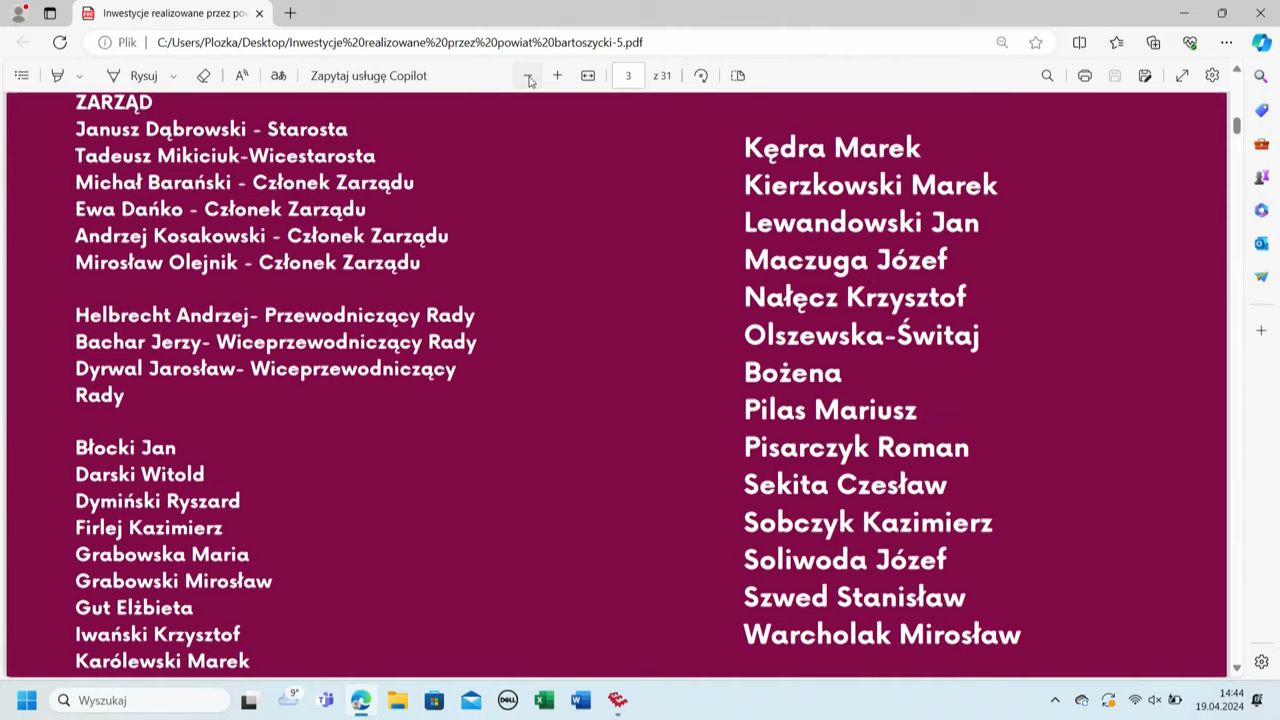 Inwestycje realizowane przez pow
Plik
C:/Users/Plozka/Desktop/Inwestycje%20realizowane%20przez%20powiat%20bartoszycki-5.pdf
Rysuj
Zapytaj usługę Copilot
3
z 31
ZARZĄD
Janusz Dąbrowski - Starosta
Tadeusz Mikiciuk-Wicestarosta
Michał Barański - Członek Zarządu
Ewa Dańko - Członek Zarządu
Andrzej Kosakowski - Członek Zarządu
Mirosław Olejnik - Członek Zarządu
Helbrecht Andrzej- Przewodniczący Rady
Bachar Jerzy- Wiceprzewodniczący Rady
Dyrwal Jarosław- Wiceprzewodniczący
Rady
Błocki Jan
Darski Witold
Dymiński Ryszard
Firlej Kazimierz
Grabowska Maria
Grabowski Mirosław
Gut Elżbieta
Iwański Krzysztof
Karólewski Marek
Kędra Marek
Kierzkowski Marek
Lewandowski Jan
Maczuga Józef
Nałęcz Krzysztof
Olszewska-Świtaj
Bożena
Pilas Mariusz
Pisarczyk Roman
Sekita Czesław
Sobczyk Kazimierz
Soliwoda Józef
Szwed Stanisław
Warcholak Mirosław
Wyszukaj
9°
DELL
14:44
19.04.2024